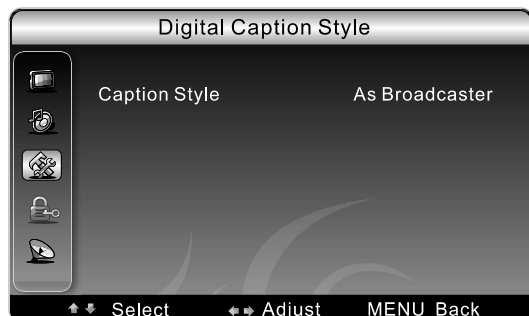 Digital Caption Style
Caption Style As Broadcaster
Select Adjust MENU Back